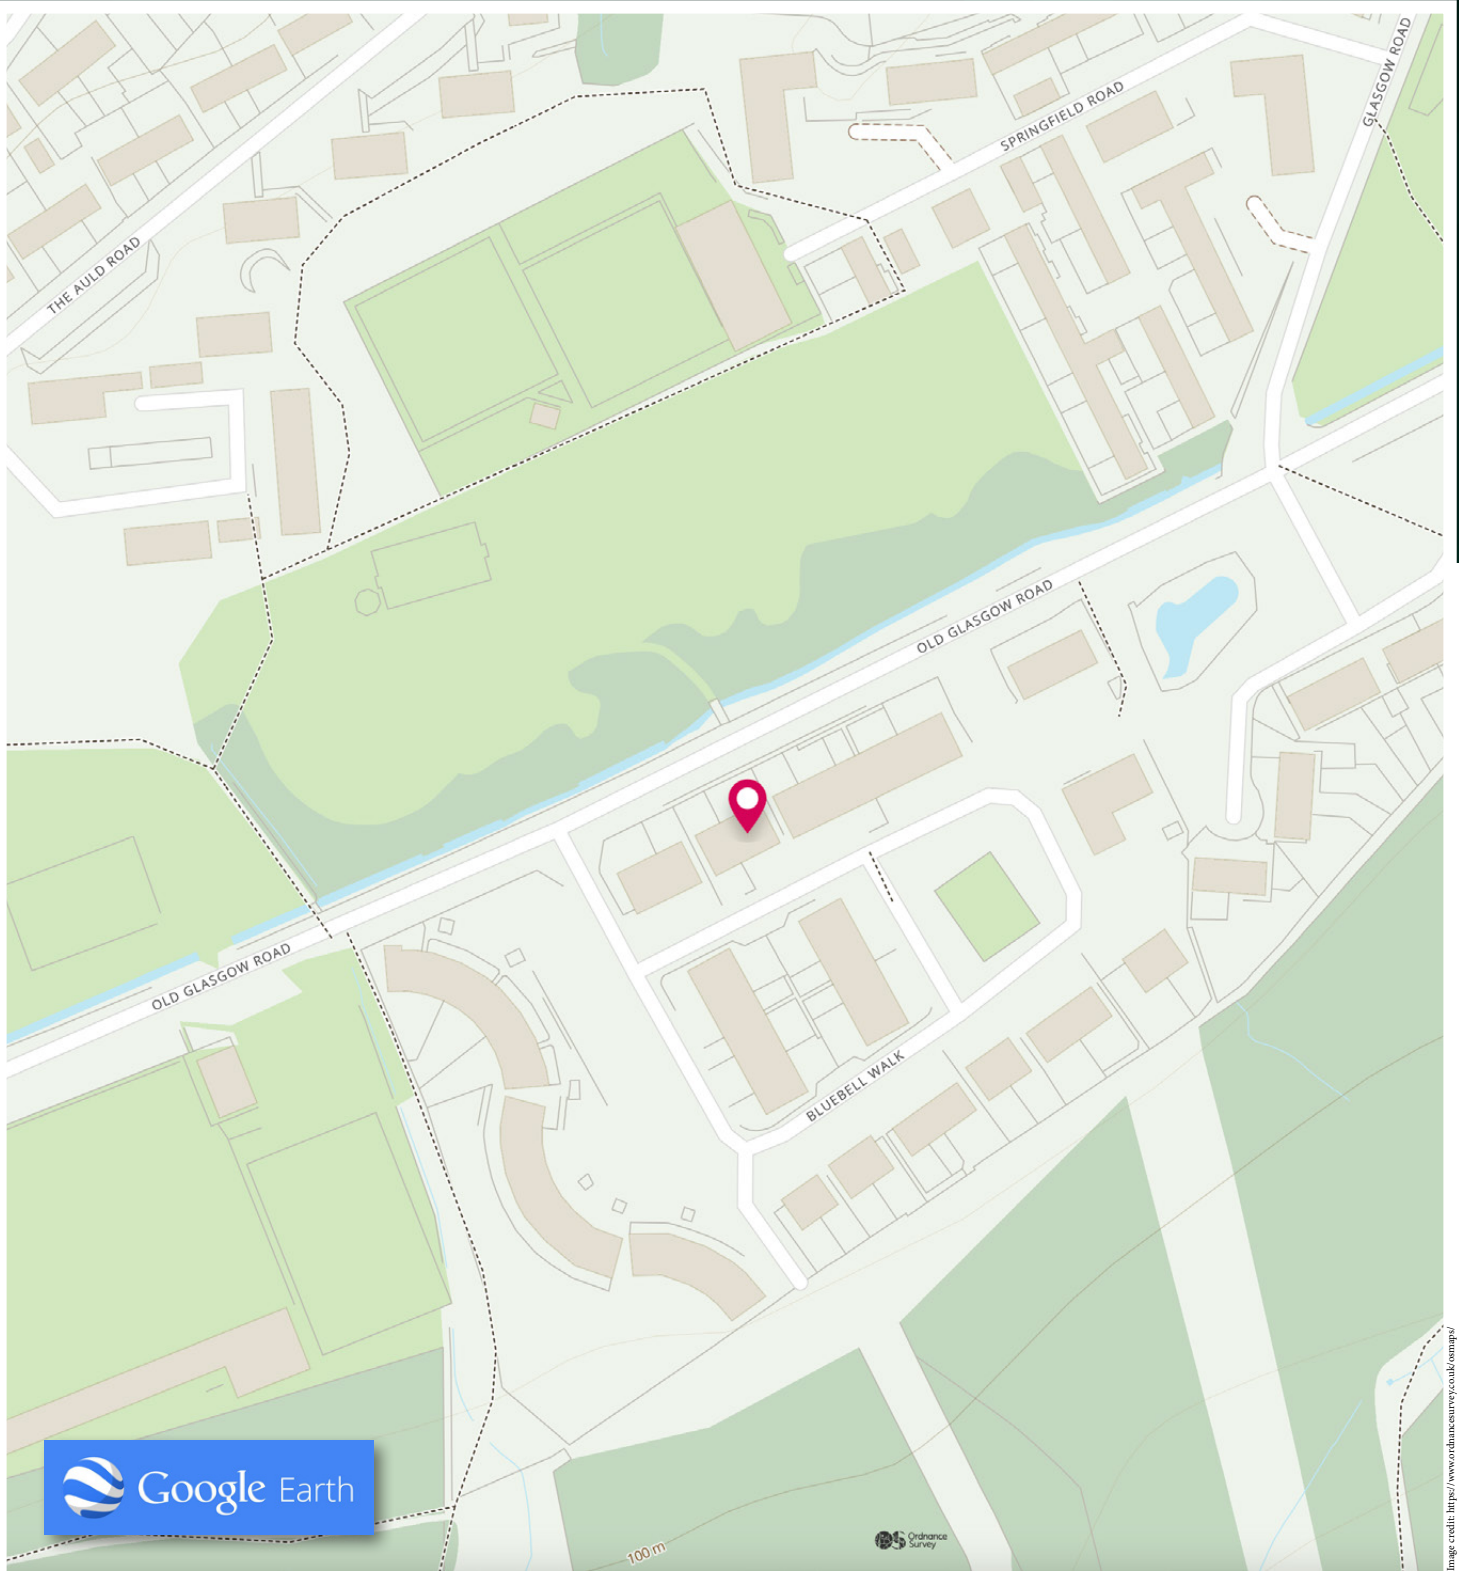 GLASGOW ROAD
SPRINGFIELD ROAD
THE AULD ROAD
OLD GLASGOW ROAD
OLD GLASGOW ROAD
BLUEBELL WALK
Google Earth
100 m
Ordnance
Survey
Image credit: https://www.ordnancesurvey.co.uk/osmaps/